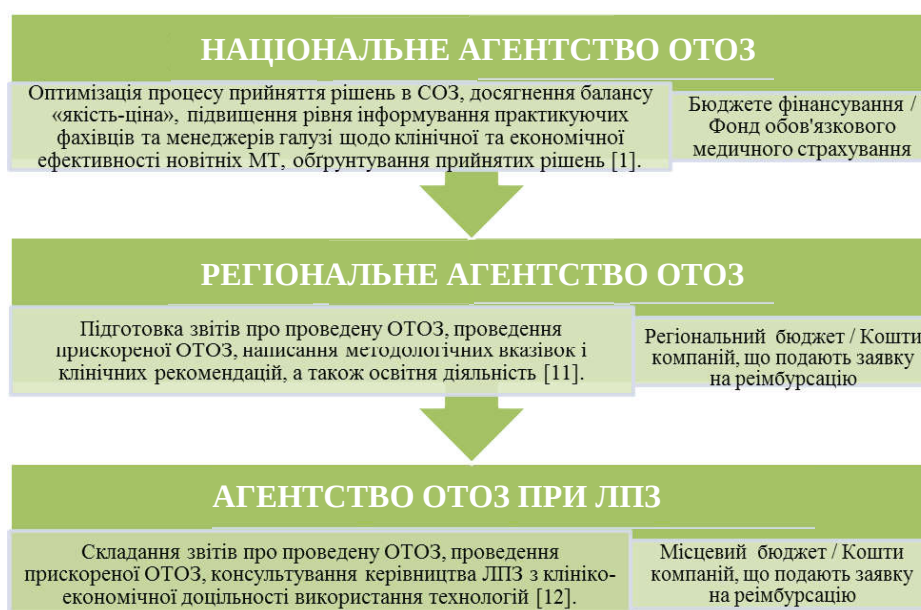 НАЦІОНАЛЬНЕ АГЕНТСТВО ОТОЗ
Оптимізація процесу прийняття рішень в СОЗ, досягнення балансу
«якість-ціна», підвищення рівня інформування практикуючих
фахівців та менеджерів галузі щодо клінічної та економічної
ефективності новітніх МТ, обґрунтування прийнятих рішень [1].
Бюджете фінансування /
Фонд обов'язкового
медичного страхування
РЕГІОНАЛЬНЕ АГЕНТСТВО ОТОЗ
Підготовка звітів про проведену ОТОЗ, проведення
прискореної ОТОЗ, написання методологічних вказівок і
клінічних рекомендацій, а також освітня діяльність [11].
Регіональний бюджет / Кошти
компаній, що подають заявку
на реімбурсацію
АГЕНТСТВО ОТОЗ ПРИ ЛПЗ
Складання звітів про проведену ОТОЗ, проведення
прискореної ОТОЗ, консультування керівництва ЛПЗ з клініко-
економічної доцільності використання технологій [12].
Місцевий бюджет / Кошти
компаній, що подають заявку
на реімбурсацію